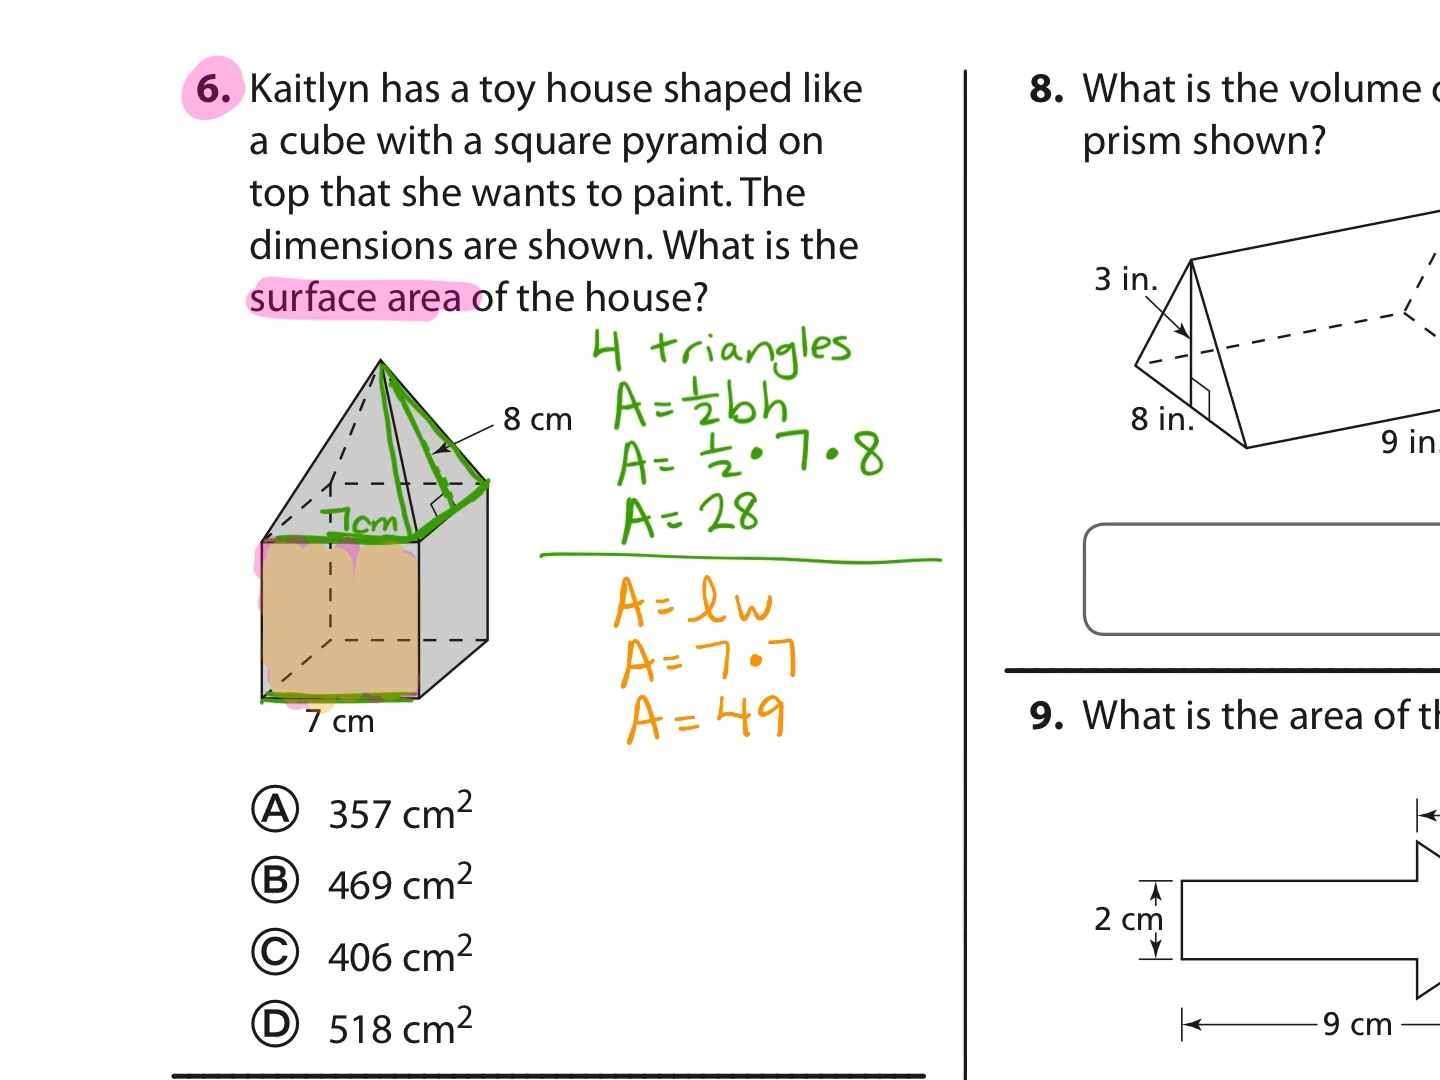 6. Kaitlyn has a toy house shaped like
a cube with a square pyramid on
top that she wants to paint. The
dimensions are shown. What is the
surface area of the house?
4 triangles
A = 1/2 bh
8 cm
A = 1/2 • 7 • 8
A = 28
7cm
A = lw
A = 7 • 7
A = 49
7 cm
A 357 cm²
B 469 cm²
C 406 cm²
D 518 cm²
8. What is the volume
prism shown?
3 in.
8 in.
9 in.
9. What is the area of
2 cm
9 cm